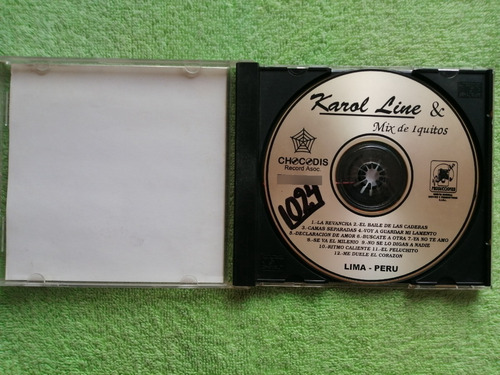 Karol Line &
Mix de Iquitos
CHOCODIS
Record Asoc.
PRODUCCIONES
1024
1.-LA REVANCHA 2.-EL BAILE DE LAS CADERAS
3.-CAMAS SEPARADAS 4.-VOY A GUARDAR MI LAMENTO
5.-DECLARACION DE AMOR 6.-BUSCATE A OTRA 7.-YA NO TE AMO
8.-SE VA EL MILENIO 9.-NO SE LO DIGAN A NADIE
10.-RITMO CALIENTE 11.-EL PELUCHITO
12.-ME DUELE EL CORAZON
LIMA - PERU